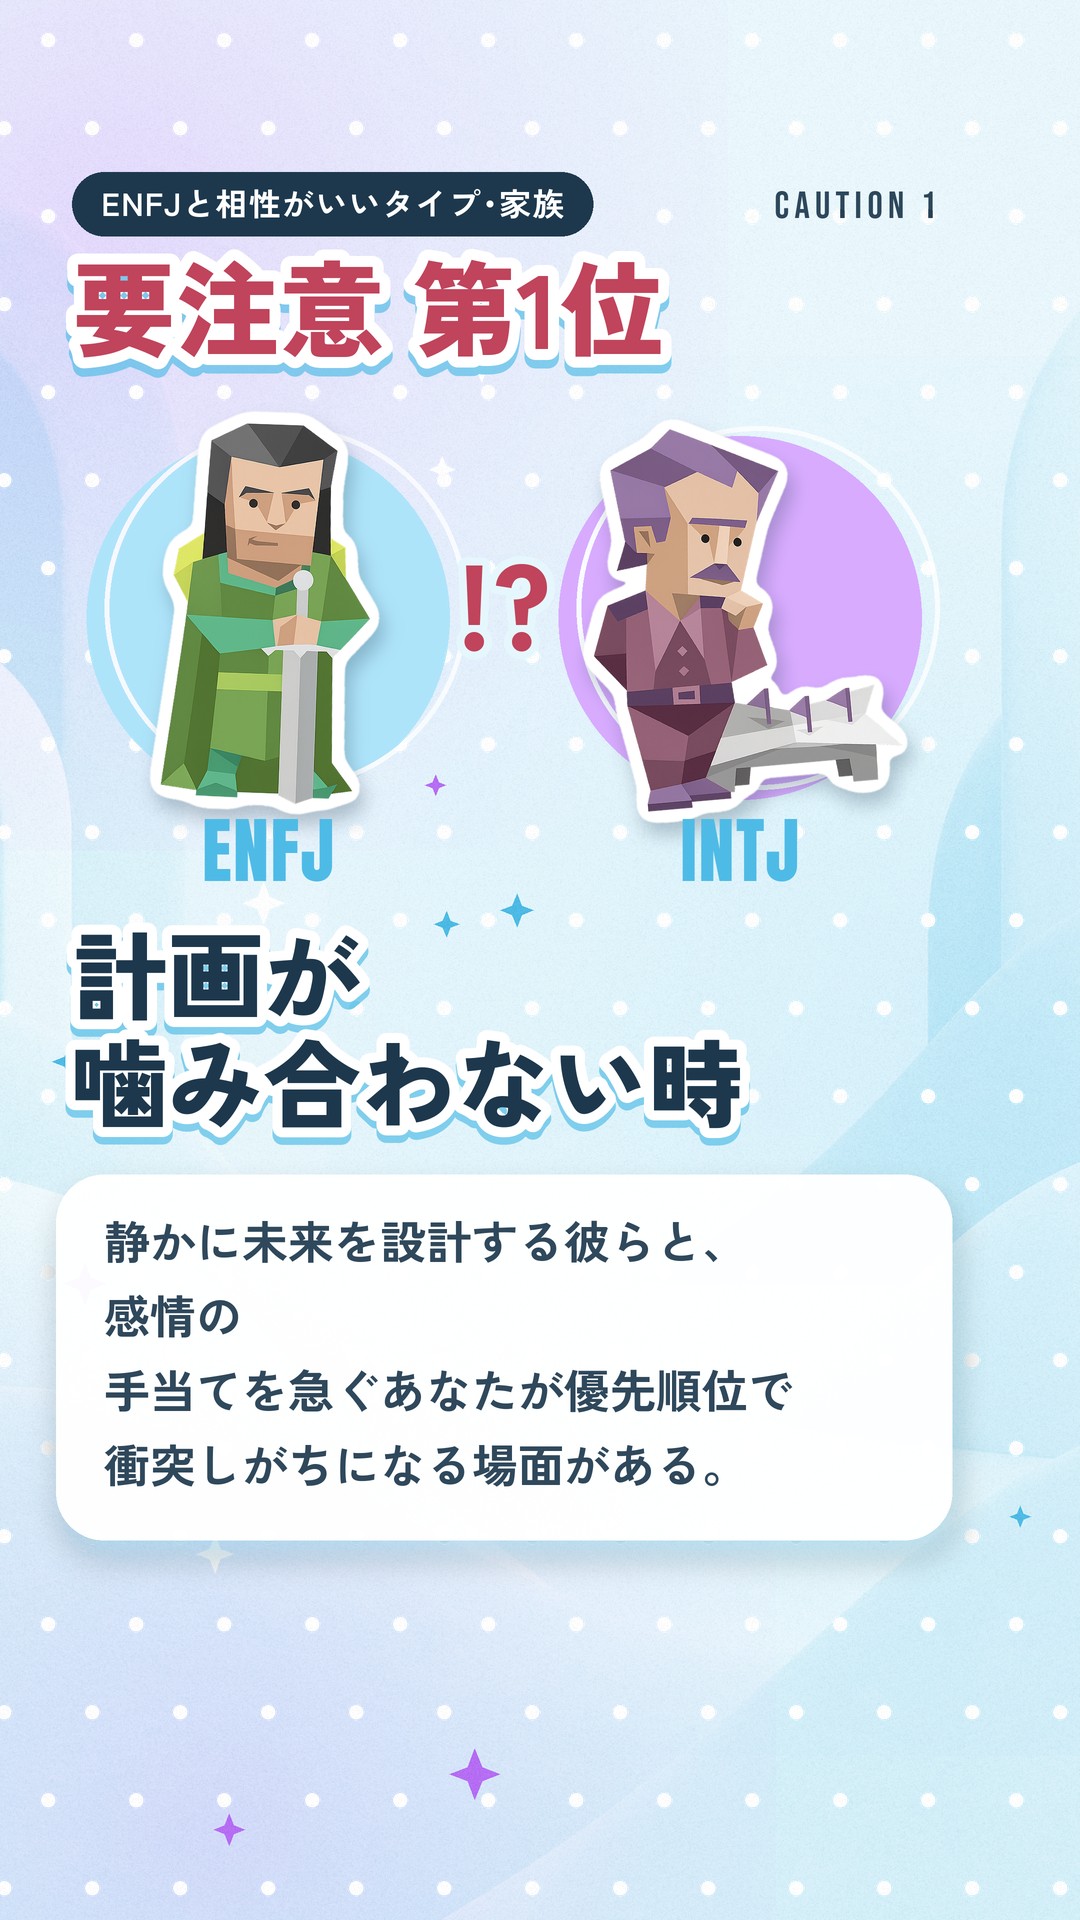 ENFJと相性がいいタイプ・家族
CAUTION 1
要注意 第1位
!?
ENFJ
INTJ
計画が
噛み合わない時
静かに未来を設計する彼らと、
感情の
手当てを急ぐあなたが優先順位で
衝突しがちになる場面がある。